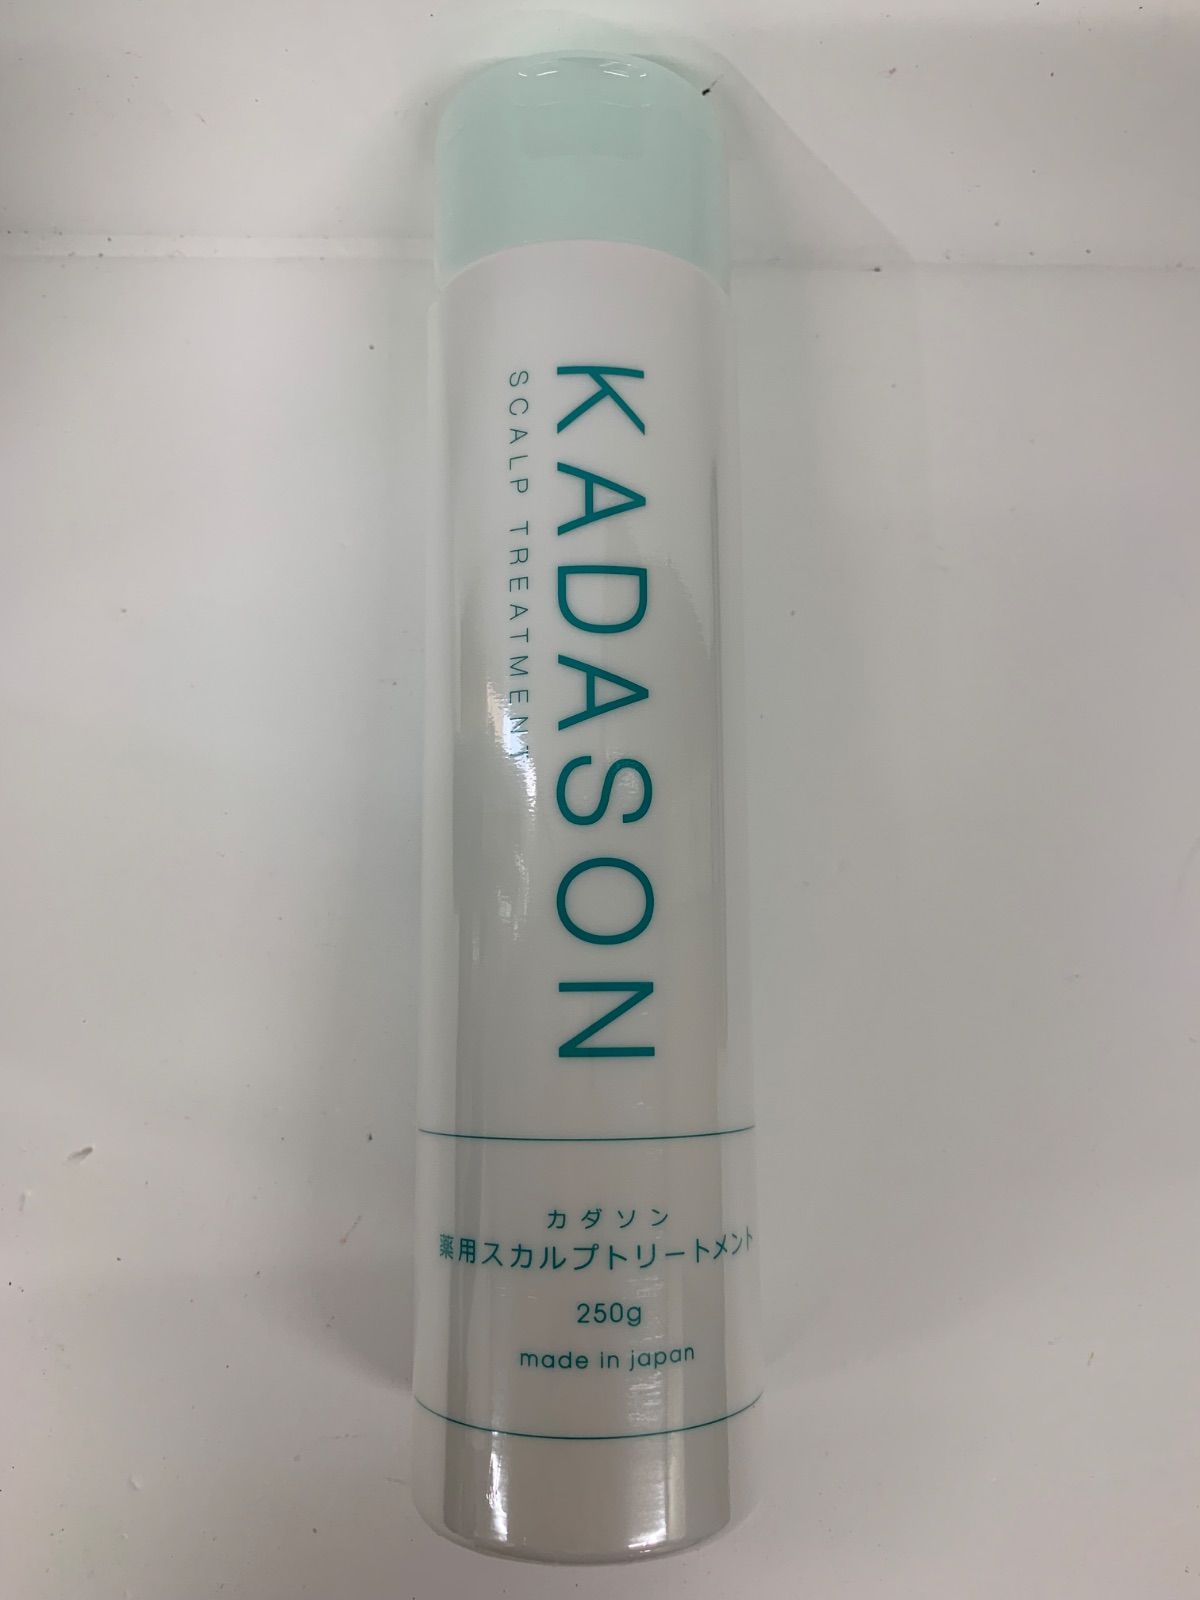 KADASON
SCALP TREATMENT
カダソン
薬用スカルプトリートメント
250g
made in japan